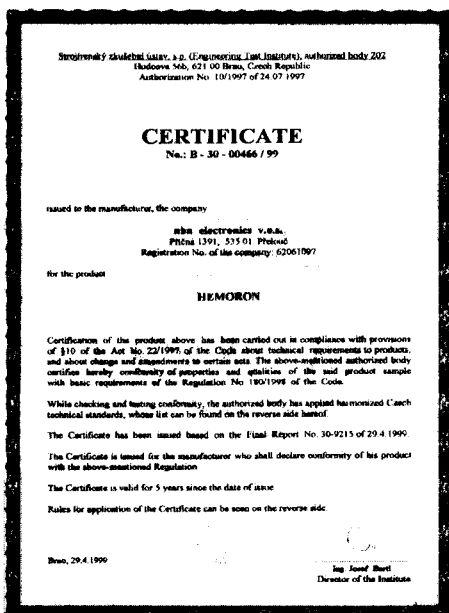 Strojírenský zkušební ústav, s.p. (Engineering Test Institute), authorized body 202
Hudcova 56b, 621 00 Brno, Czech Republic
Authorization No. 10/1997 of 24.07.1997
CERTIFICATE
No.: B - 30 - 00466 / 99
issued to the manufacturer, the company
nbn electronics v.o.s.
Přičná 1391, 535 01 Přelouč
Registration No. of the company: 62061097
for the product
HEMORON
Certification of the product above has been carried out in compliance with provisions
of §10 of the Act No. 22/1997 of the Code about technical requirements to products,
and about change and amendments to certain acts. The above-mentioned authorized body
certifies hereby conformity of properties and qualities of the said product sample
with basic requirements of the Regulation No 180/1998 of the Code.
While checking and testing conformity, the authorized body has applied harmonized Czech
technical standards, whose list can be found on the reverse side hereof.
The Certificate has been issued based on the Final Report No. 30-9215 of 29.4.1999.
The Certificate is issued for the manufacturer who shall declare conformity of his product
with the above-mentioned Regulation
The Certificate is valid for 5 years since the date of issue
Rules for application of the Certificate can be seen on the reverse side.
Brno, 29.4.1999
Ing. Josef Bartl
Director of the Institute